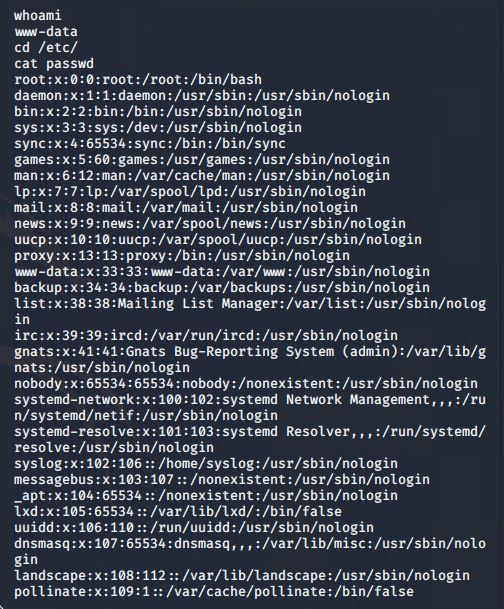 whoami
www-data
cd /etc/
cat passwd
root:x:0:0:root:/root:/bin/bash
daemon:x:1:1:daemon:/usr/sbin:/usr/sbin/nologin
bin:x:2:2:bin:/bin:/usr/sbin/nologin
sys:x:3:3:sys:/dev:/usr/sbin/nologin
sync:x:4:65534:sync:/bin:/bin/sync
games:x:5:60:games:/usr/games:/usr/sbin/nologin
man:x:6:12:man:/var/cache/man:/usr/sbin/nologin
lp:x:7:7:lp:/var/spool/lpd:/usr/sbin/nologin
mail:x:8:8:mail:/var/mail:/usr/sbin/nologin
news:x:9:9:news:/var/spool/news:/usr/sbin/nologin
uucp:x:10:10:uucp:/var/spool/uucp:/usr/sbin/nologin
proxy:x:13:13:proxy:/bin:/usr/sbin/nologin
www-data:x:33:33:www-data:/var/www:/usr/sbin/nologin
backup:x:34:34:backup:/var/backups:/usr/sbin/nologin
list:x:38:38:Mailing List Manager:/var/list:/usr/sbin/nolog
in
irc:x:39:39:ircd:/var/run/ircd:/usr/sbin/nologin
gnats:x:41:41:Gnats Bug-Reporting System (admin):/var/lib/g
nats:/usr/sbin/nologin
nobody:x:65534:65534:nobody:/nonexistent:/usr/sbin/nologin
systemd-network:x:100:102:systemd Network Management,,,:/ru
n/systemd/netif:/usr/sbin/nologin
systemd-resolve:x:101:103:systemd Resolver,,,:/run/systemd/
resolve:/usr/sbin/nologin
syslog:x:102:106::/home/syslog:/usr/sbin/nologin
messagebus:x:103:107::/nonexistent:/usr/sbin/nologin
_apt:x:104:65534::/nonexistent:/usr/sbin/nologin
lxd:x:105:65534::/var/lib/lxd/:/bin/false
uuidd:x:106:110::/run/uuidd:/usr/sbin/nologin
dnsmasq:x:107:65534:dnsmasq,,,:/var/lib/misc:/usr/sbin/nolo
gin
landscape:x:108:112::/var/lib/landscape:/usr/sbin/nologin
pollinate:x:109:1::/var/cache/pollinate:/bin/false